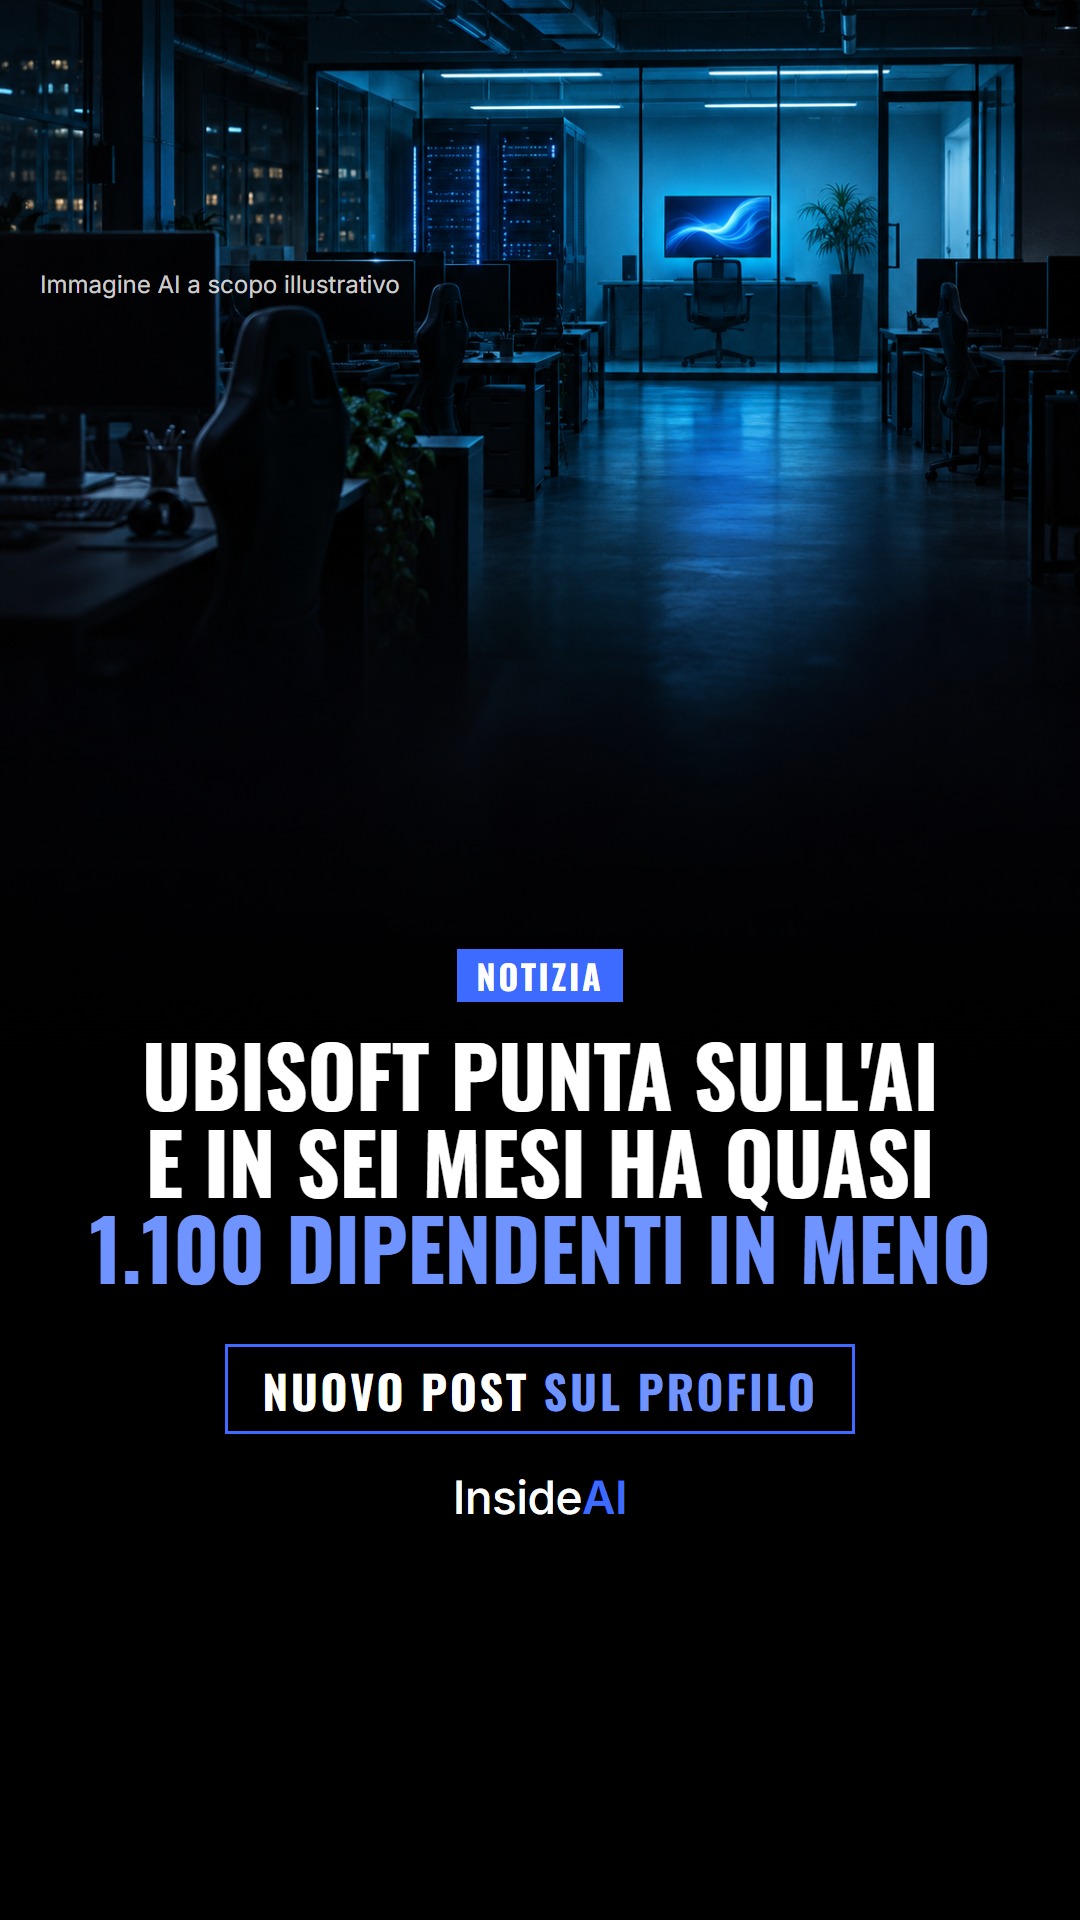 Immagine AI a scopo illustrativo
NOTIZIA
UBISOFT PUNTA SULL'AI
E IN SEI MESI HA QUASI
1.100 DIPENDENTI IN MENO
NUOVO POST SUL PROFILO
InsideAI